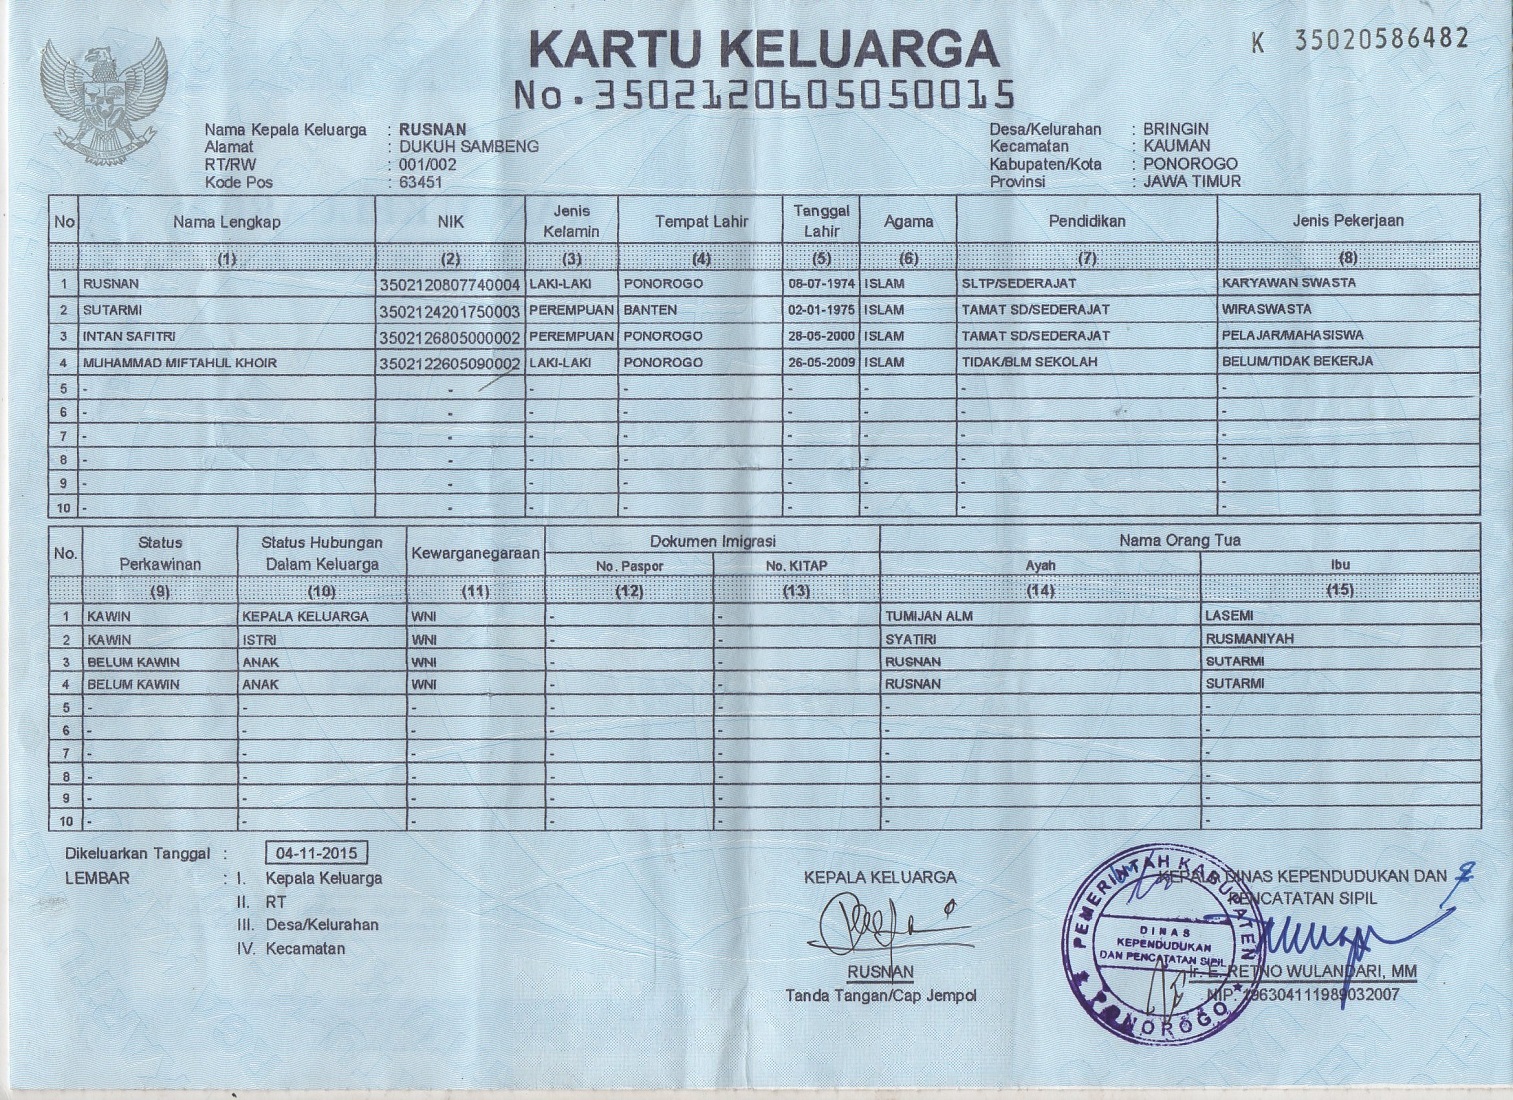 KARTU KELUARGA
No.3502120605050015
K 35020586482
Nama Kepala Keluarga : RUSNAN
Alamat : DUKUH SAMBENG
RT/RW : 001/002
Kode Pos : 63451
Desa/Kelurahan : BRINGIN
Kecamatan : KAUMAN
Kabupaten/Kota : PONOROGO
Provinsi : JAWA TIMUR
No Nama Lengkap NIK Jenis Kelamin Tempat Lahir Tanggal Lahir Agama Pendidikan Jenis Pekerjaan
(1) (2) (3) (4) (5) (6) (7) (8)
1 RUSNAN 3502120807740004 LAKI-LAKI PONOROGO 08-07-1974 ISLAM SLTP/SEDERAJAT KARYAWAN SWASTA
2 SUTARMI 3502124201750003 PEREMPUAN BANTEN 02-01-1975 ISLAM TAMAT SD/SEDERAJAT WIRASWASTA
3 INTAN SAFITRI 3502126805000002 PEREMPUAN PONOROGO 28-05-2000 ISLAM TAMAT SD/SEDERAJAT PELAJAR/MAHASISWA
4 MUHAMMAD MIFTAHUL KHOIR 3502122605090002 LAKI-LAKI PONOROGO 26-05-2009 ISLAM TIDAK/BLM SEKOLAH BELUM/TIDAK BEKERJA
5 - - - - - - - -
6 - - - - - - - -
7 - - - - - - - -
8 - - - - - - - -
9 - - - - - - - -
10 - - - - - - - -
No. Status Perkawinan Status Hubungan Dalam Keluarga Kewarganegaraan Dokumen Imigrasi Nama Orang Tua
No. Paspor No. KITAP Ayah Ibu
(9) (10) (11) (12) (13) (14) (15)
1 KAWIN KEPALA KELUARGA WNI - - TUMIJAN ALM LASEMI
2 KAWIN ISTRI WNI - - SYATIRI RUSMANIYAH
3 BELUM KAWIN ANAK WNI - - RUSNAN SUTARMI
4 BELUM KAWIN ANAK WNI - - RUSNAN SUTARMI
5 - - - - - - -
6 - - - - - - -
7 - - - - - - -
8 - - - - - - -
9 - - - - - - -
10 - - - - - - -
Dikeluarkan Tanggal : 04-11-2015
LEMBAR : I. Kepala Keluarga
II. RT
III. Desa/Kelurahan
IV. Kecamatan
KEPALA KELUARGA
RUSNAN
Tanda Tangan/Cap Jempol
KEPALA DINAS KEPENDUDUKAN DAN
PENCATATAN SIPIL
Ir. E. RETNO WULANDARI, MM
NIP. 196304111989032007
PEMERINTAH KABUPATEN
DINAS
KEPENDUDUKAN
DAN PENCATATAN SIPIL
PONOROGO